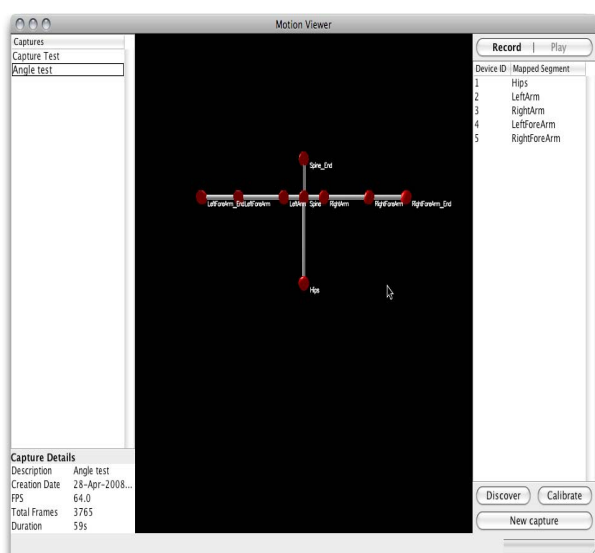 Motion Viewer
Captures
Capture Test
Angle test
Record | Play
Device ID Mapped Segment
1 Hips
2 LeftArm
3 RightArm
4 LeftForeArm
5 RightForeArm
Spine_End
LeftForeArm_End LeftForeArm LeftArm Spine RightArm RightForeArm RightForeArm_End
Hips
Capture Details
Description Angle test
Creation Date 28-Apr-2008...
FPS 64.0
Total Frames 3765
Duration 59s
Discover Calibrate
New capture